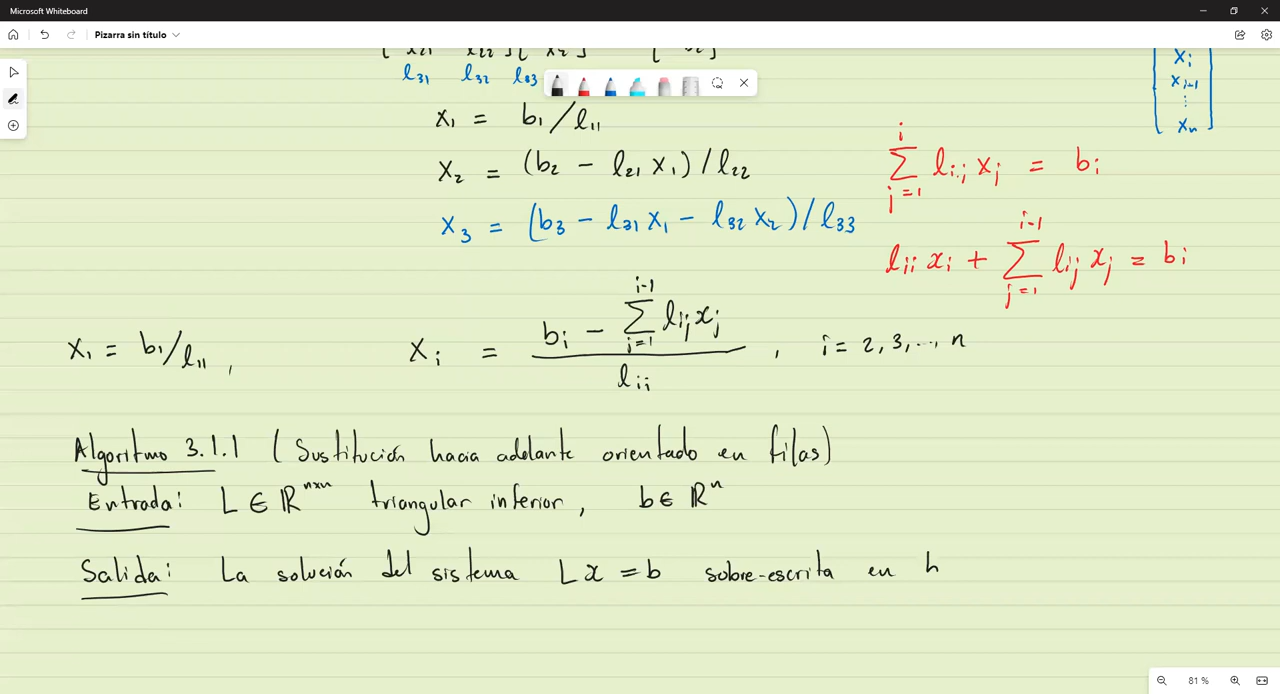 Microsoft Whiteboard
Pizarra sin título
l₃₁ l₃₂ l₃₃
xᵢ
xᵢ₋₁
⋮
xₙ
x₁ = b₁/l₁₁
x₂ = (b₂ − l₂₁ x₁)/l₂₂
x₃ = (b₃ − l₃₁ x₁ − l₃₂ x₂)/l₃₃
∑_{j=1}^{i} lᵢⱼ xⱼ = bᵢ
lᵢᵢ xᵢ + ∑_{j=1}^{i-1} lᵢⱼ xⱼ = bᵢ
x₁ = b₁/l₁₁ , xᵢ = (bᵢ − ∑_{j=1}^{i-1} lᵢⱼ xⱼ) / lᵢᵢ , i = 2, 3, ..., n
Algoritmo 3.1.1 (Sustitución hacia adelante orientado en filas)
Entrada: L ∈ ℝⁿˣⁿ triangular inferior, b ∈ ℝⁿ
Salida: La solución del sistema Lx = b sobre-escrita en
81 %